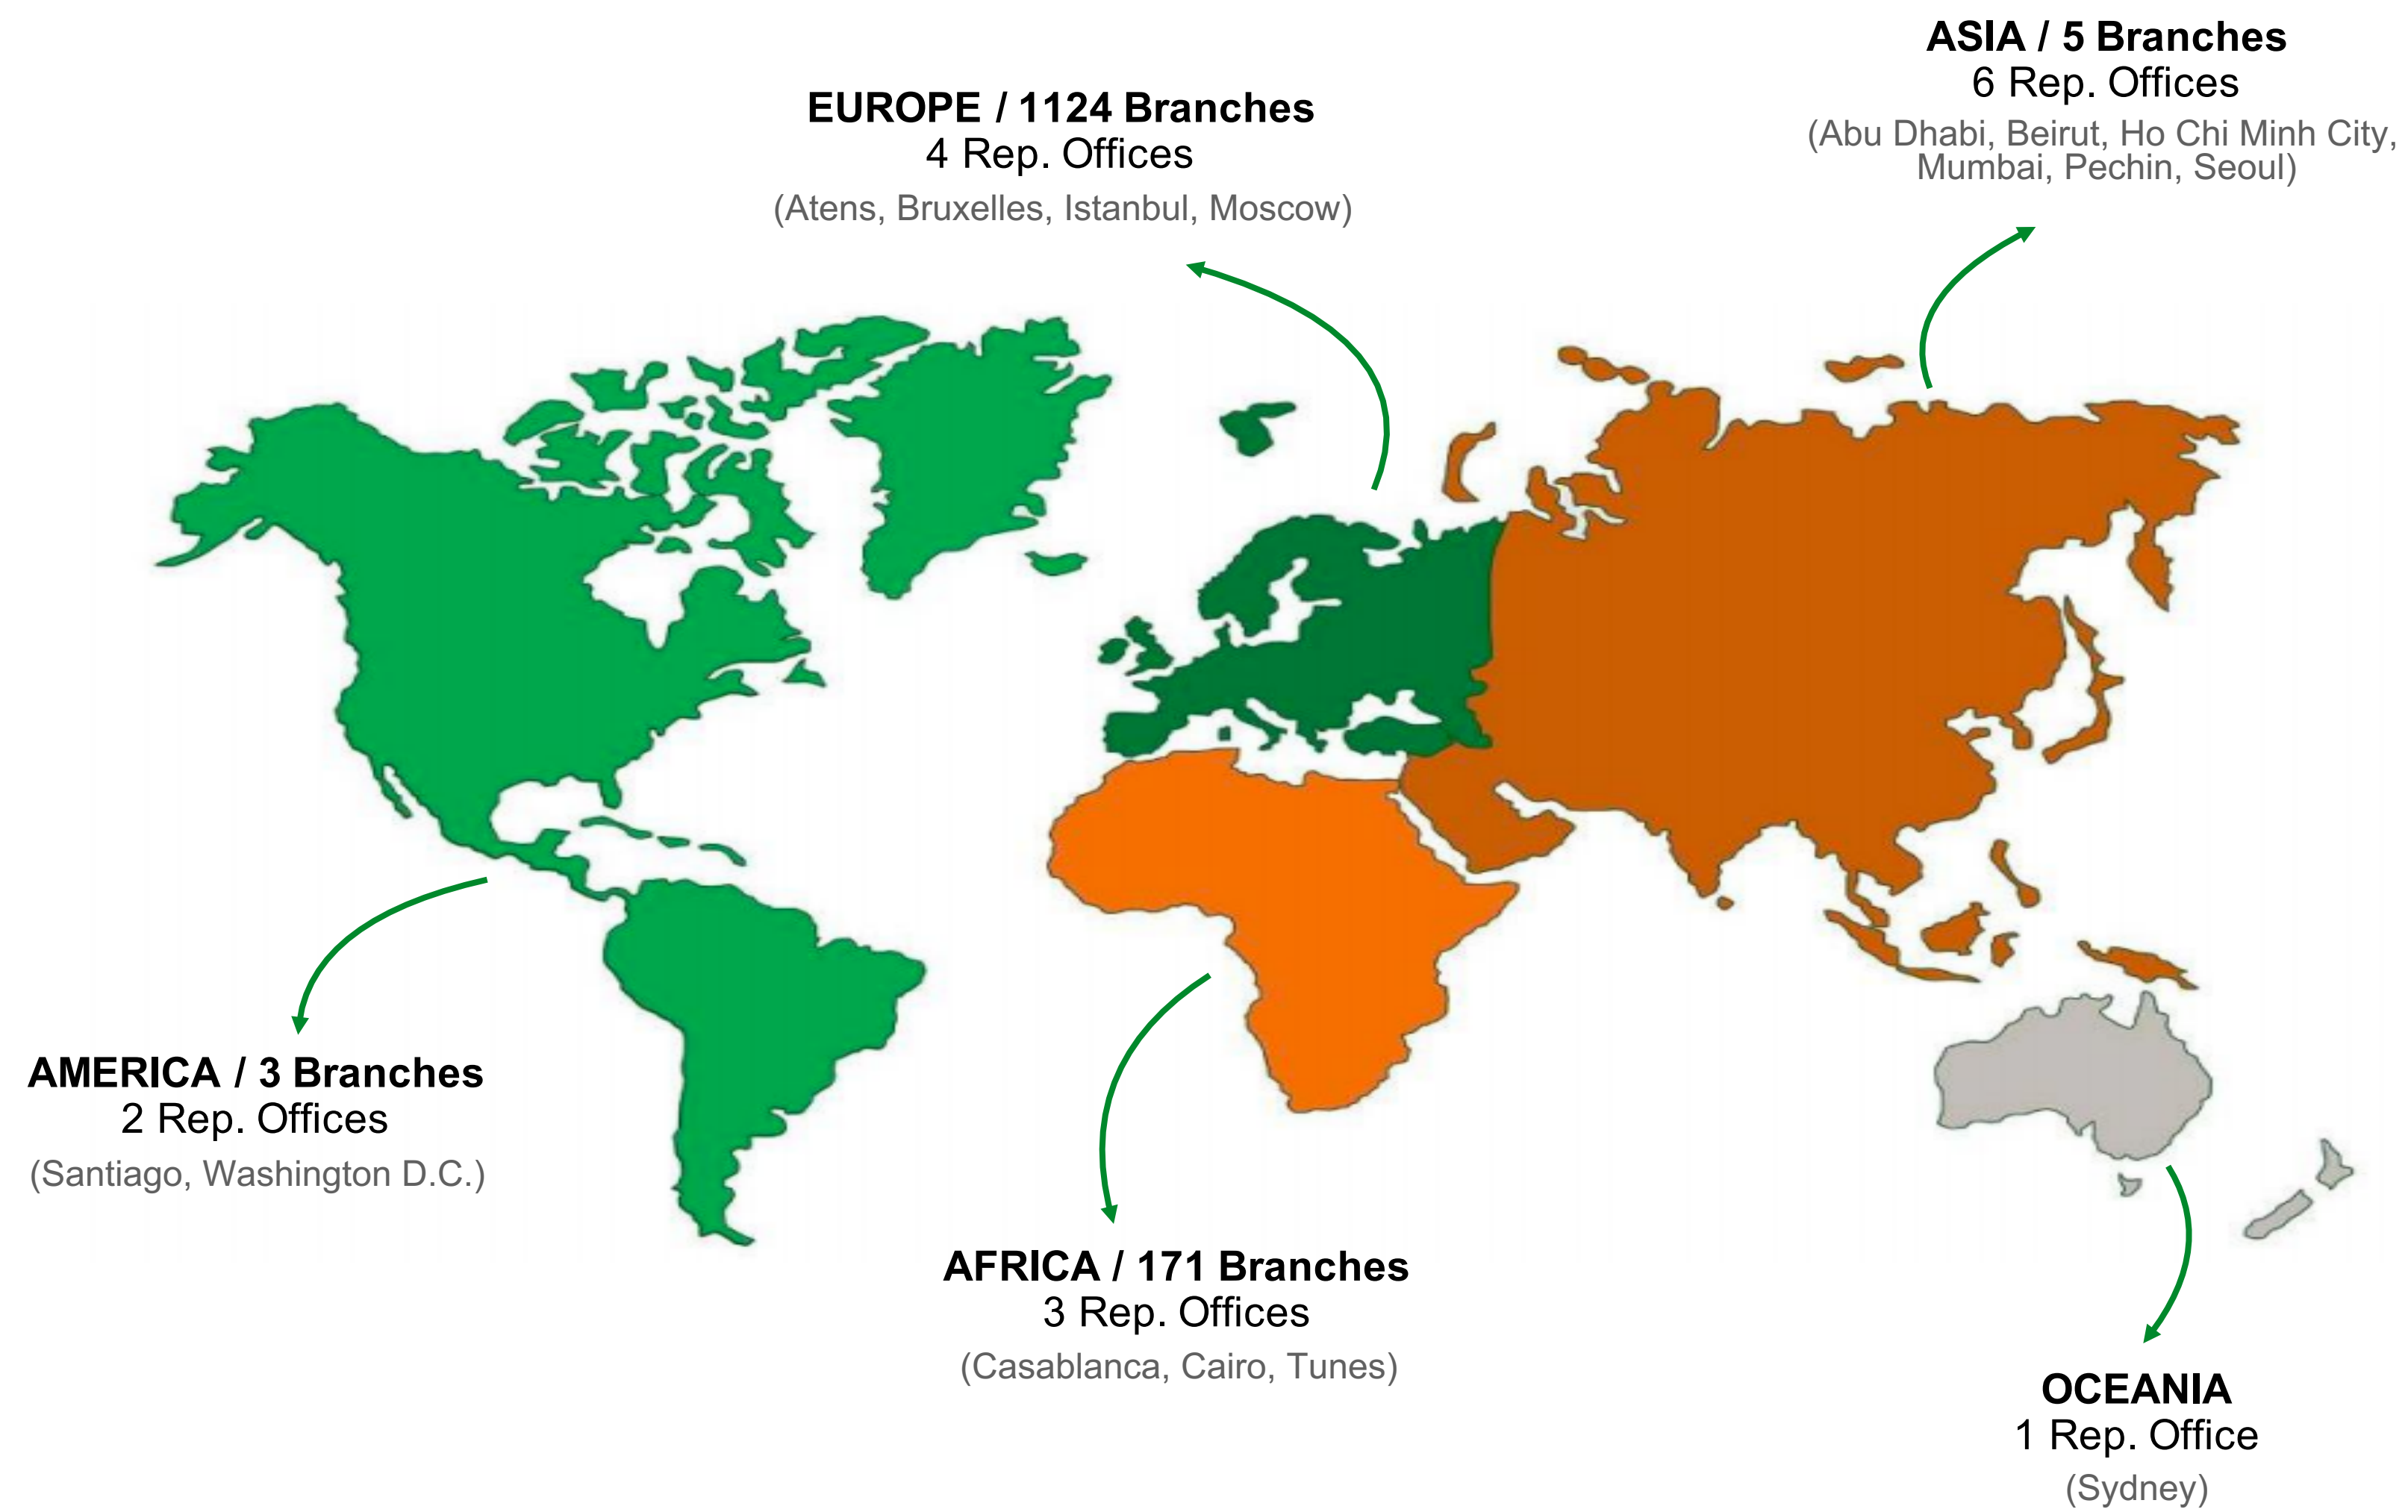 ASIA / 5 Branches
6 Rep. Offices
(Abu Dhabi, Beirut, Ho Chi Minh City,
Mumbai, Pechin, Seoul)
EUROPE / 1124 Branches
4 Rep. Offices
(Atens, Bruxelles, Istanbul, Moscow)
AMERICA / 3 Branches
2 Rep. Offices
(Santiago, Washington D.C.)
AFRICA / 171 Branches
3 Rep. Offices
(Casablanca, Cairo, Tunes)
OCEANIA
1 Rep. Office
(Sydney)